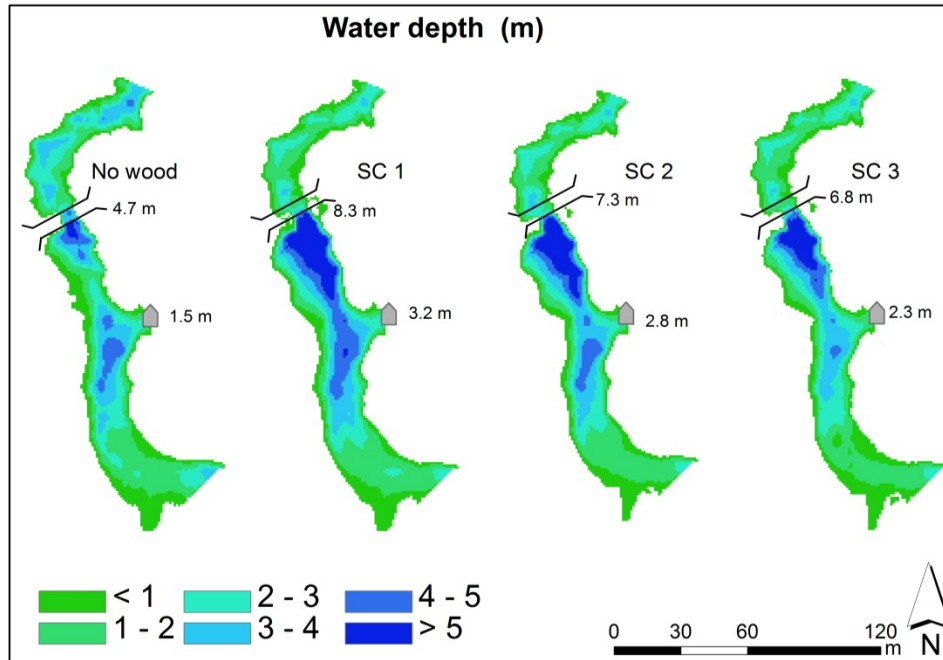 Water depth (m)
No wood
4.7 m
1.5 m
SC 1
8.3 m
3.2 m
SC 2
7.3 m
2.8 m
SC 3
6.8 m
2.3 m
< 1
2 - 3
4 - 5
1 - 2
3 - 4
> 5
0 30 60 120
m
N